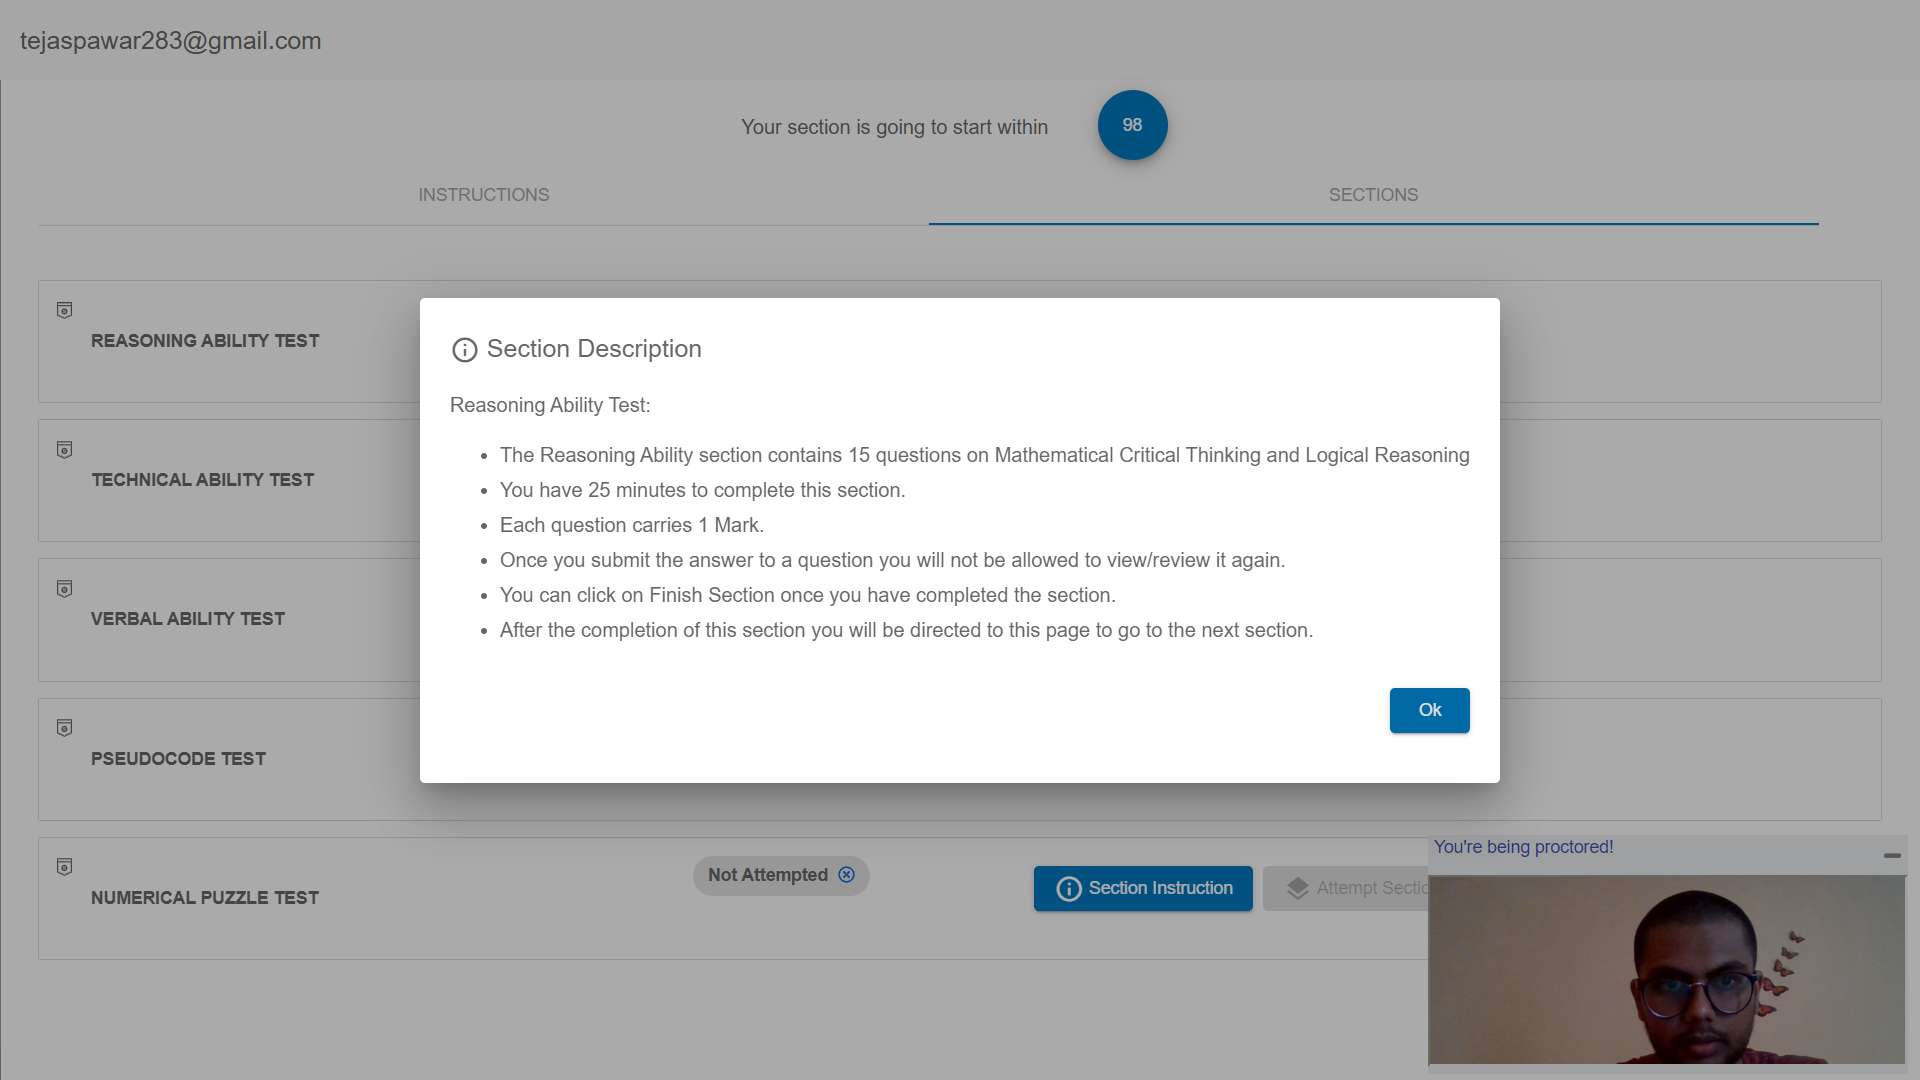 tejaspawar283@gmail.com
Your section is going to start within
98
INSTRUCTIONS
SECTIONS
REASONING ABILITY TEST
TECHNICAL ABILITY TEST
VERBAL ABILITY TEST
PSEUDOCODE TEST
Section Description
Reasoning Ability Test:
• The Reasoning Ability section contains 15 questions on Mathematical Critical Thinking and Logical Reasoning
• You have 25 minutes to complete this section.
• Each question carries 1 Mark.
• Once you submit the answer to a question you will not be allowed to view/review it again.
• You can click on Finish Section once you have completed the section.
• After the completion of this section you will be directed to this page to go to the next section.
Ok
NUMERICAL PUZZLE TEST
Not Attempted
Section Instruction
Attempt Sectio
You're being proctored!